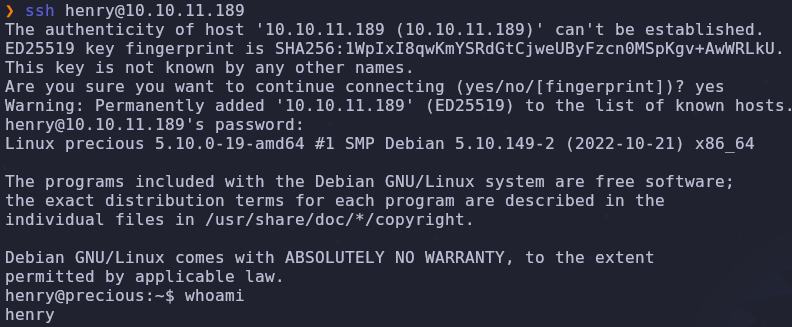 ❯ ssh henry@10.10.11.189
The authenticity of host '10.10.11.189 (10.10.11.189)' can't be established.
ED25519 key fingerprint is SHA256:1WpIxI8qwKmYSRdGtCjweUByFzcn0MSpKgv+AwWRLkU.
This key is not known by any other names.
Are you sure you want to continue connecting (yes/no/[fingerprint])? yes
Warning: Permanently added '10.10.11.189' (ED25519) to the list of known hosts.
henry@10.10.11.189's password:
Linux precious 5.10.0-19-amd64 #1 SMP Debian 5.10.149-2 (2022-10-21) x86_64
The programs included with the Debian GNU/Linux system are free software;
the exact distribution terms for each program are described in the
individual files in /usr/share/doc/*/copyright.
Debian GNU/Linux comes with ABSOLUTELY NO WARRANTY, to the extent
permitted by applicable law.
henry@precious:~$ whoami
henry